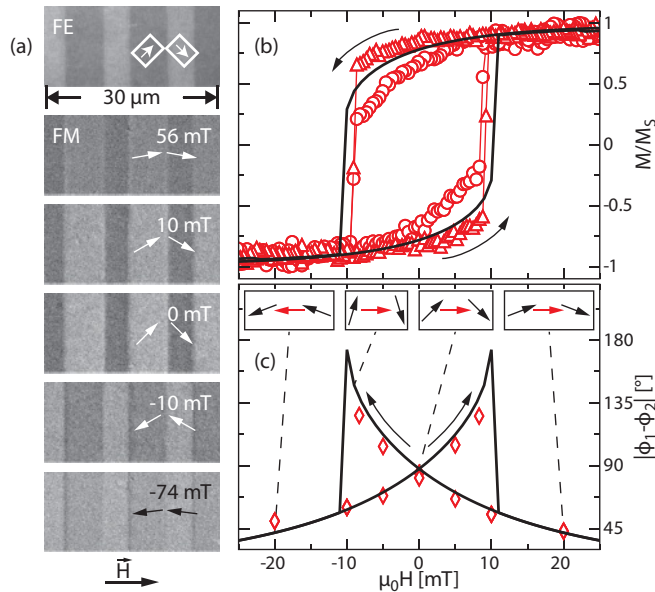 (a)
FE
30 µm
FM
56 mT
10 mT
0 mT
-10 mT
-74 mT
H
(b)
1
0.5
0
-0.5
-1
M/M_S
(c)
180
135
90
45
|ϕ₁-ϕ₂| [°]
-20 -10 0 10 20
µ₀H [mT]